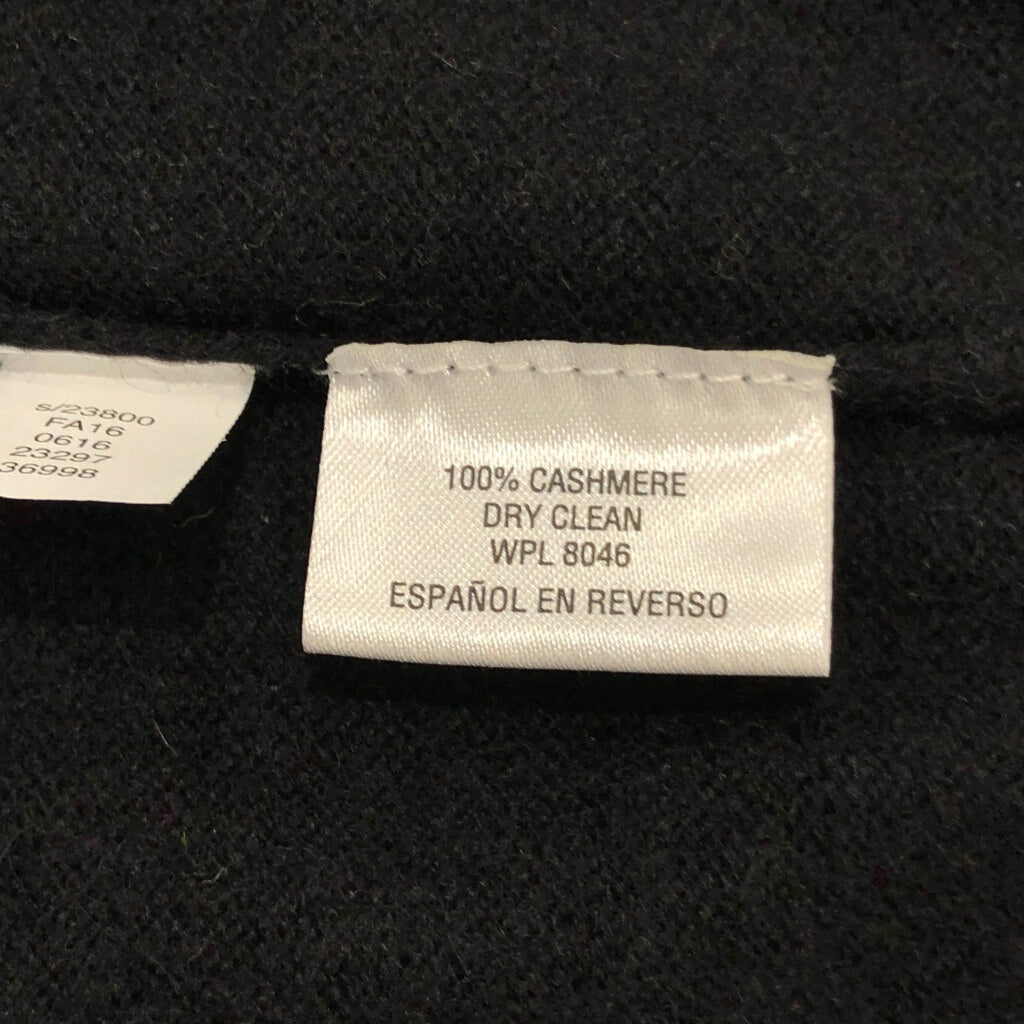 s/23800
FA16
0616
23297
36998
100% CASHMERE
DRY CLEAN
WPL 8046
ESPAÑOL EN REVERSO